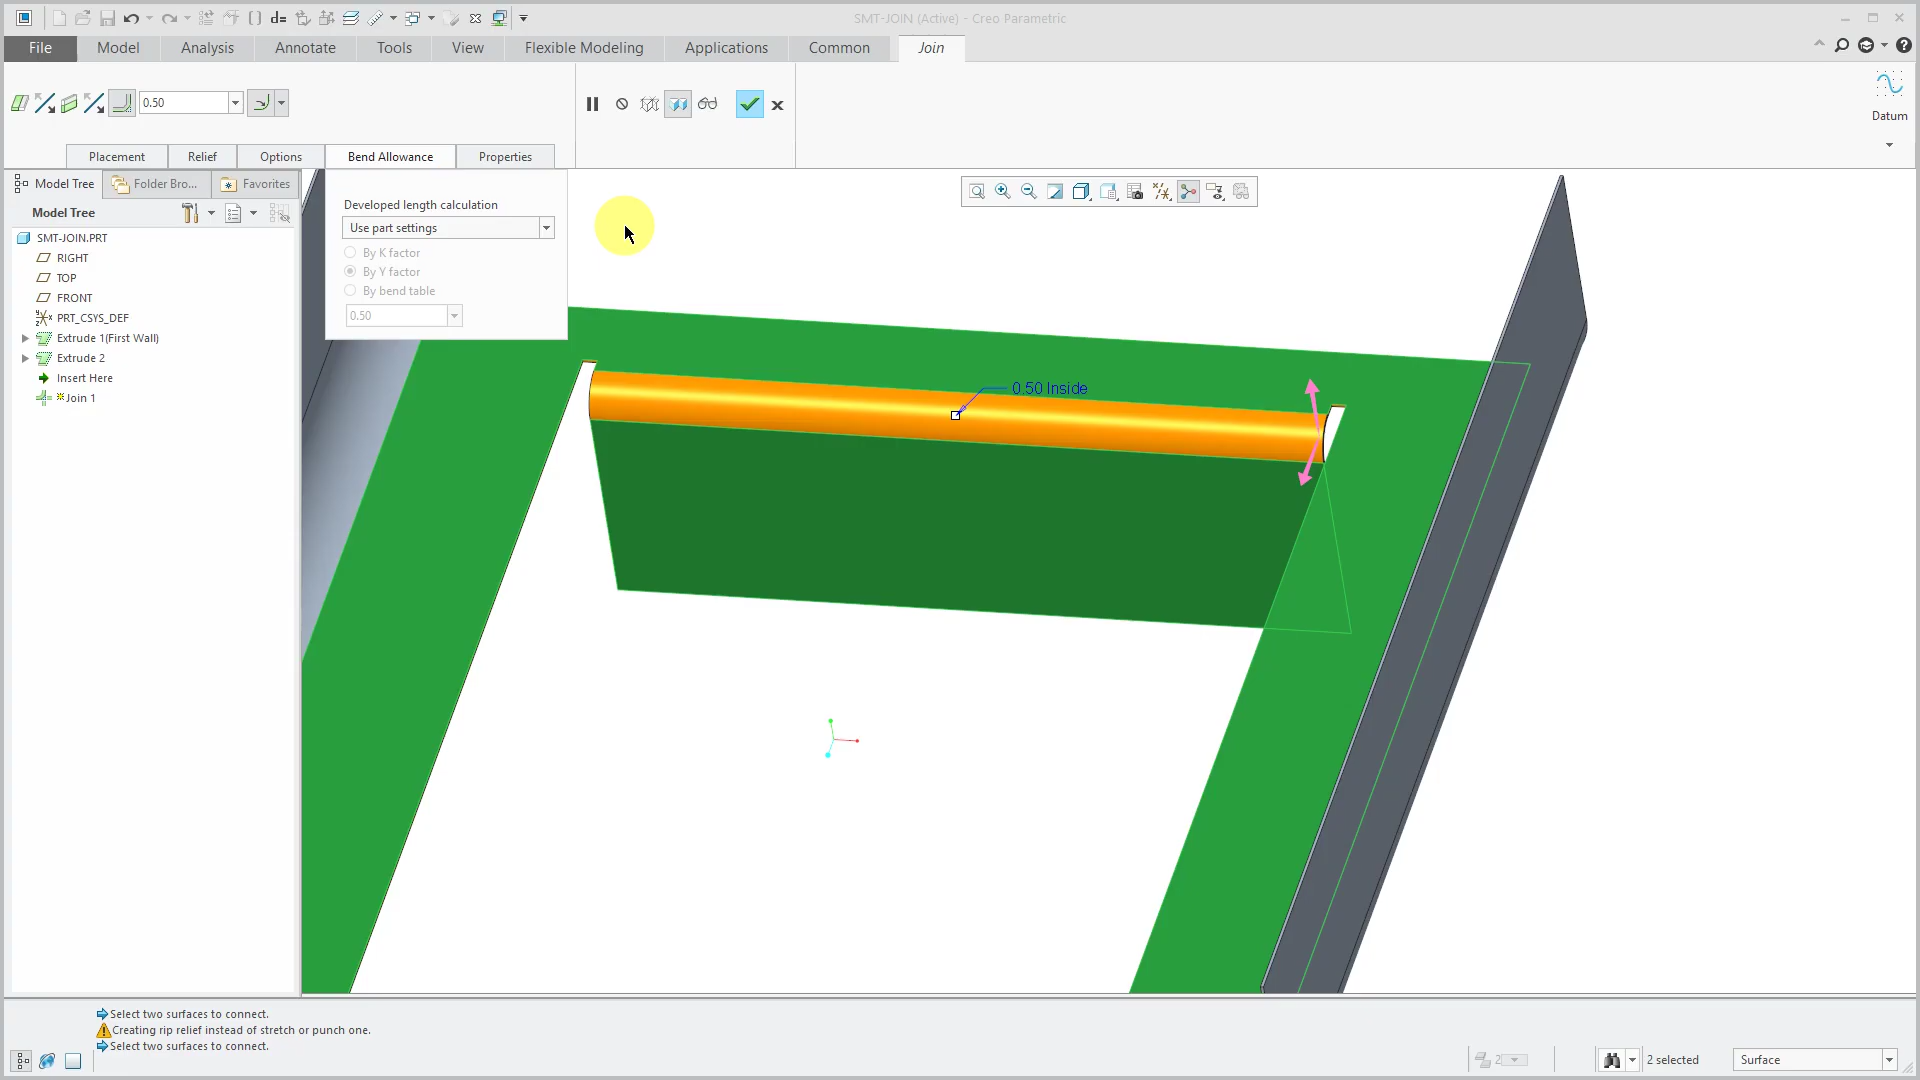 SMT-JOIN (Active) - Creo Parametric
File Model Analysis Annotate Tools View Flexible Modeling Applications Common Join
0.50
Datum
Placement Relief Options Bend Allowance Properties
Model Tree Folder Bro... Favorites
Model Tree
SMT-JOIN.PRT
RIGHT
TOP
FRONT
PRT_CSYS_DEF
Extrude 1(First Wall)
Extrude 2
Insert Here
Join 1
Developed length calculation
Use part settings
By K factor
By Y factor
By bend table
0.50
0.50 Inside
Select two surfaces to connect.
Creating rip relief instead of stretch or punch one.
Select two surfaces to connect.
2
2 selected
Surface